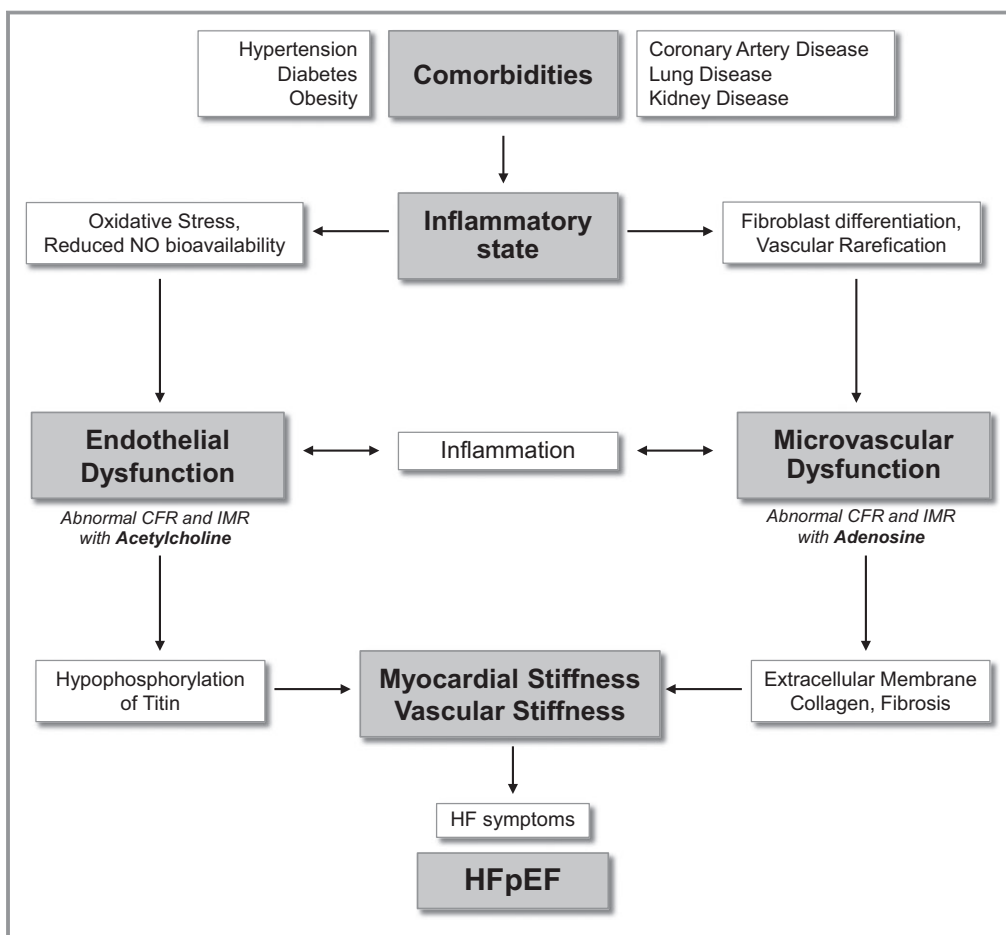 Hypertension
Diabetes
Obesity
Comorbidities
Coronary Artery Disease
Lung Disease
Kidney Disease
Oxidative Stress,
Reduced NO bioavailability
Inflammatory
state
Fibroblast differentiation,
Vascular Rarefication
Endothelial
Dysfunction
Inflammation
Microvascular
Dysfunction
Abnormal CFR and IMR
with Acetylcholine
Abnormal CFR and IMR
with Adenosine
Hypophosphorylation
of Titin
Myocardial Stiffness
Vascular Stiffness
Extracellular Membrane
Collagen, Fibrosis
HF symptoms
HFpEF